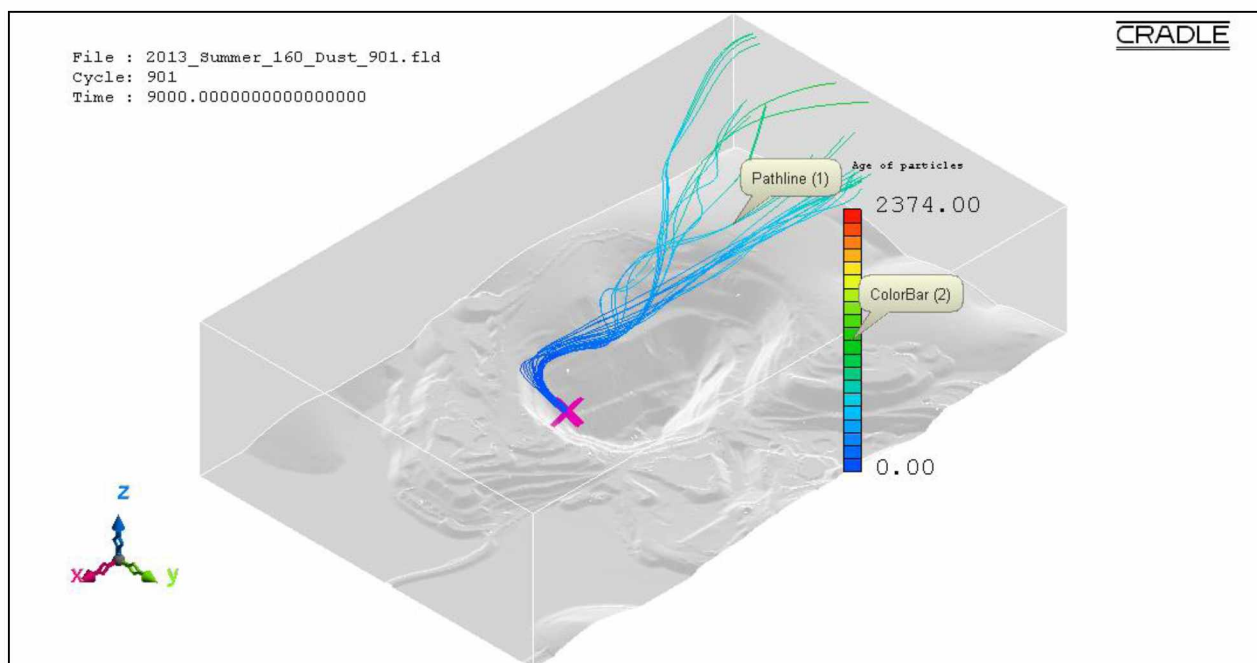 File : 2013_Summer_160_Dust_901.fld
Cycle: 901
Time : 9000.0000000000000000
CRADLE
Age of particles
Pathline (1)
2374.00
ColorBar (2)
0.00
z
x
y